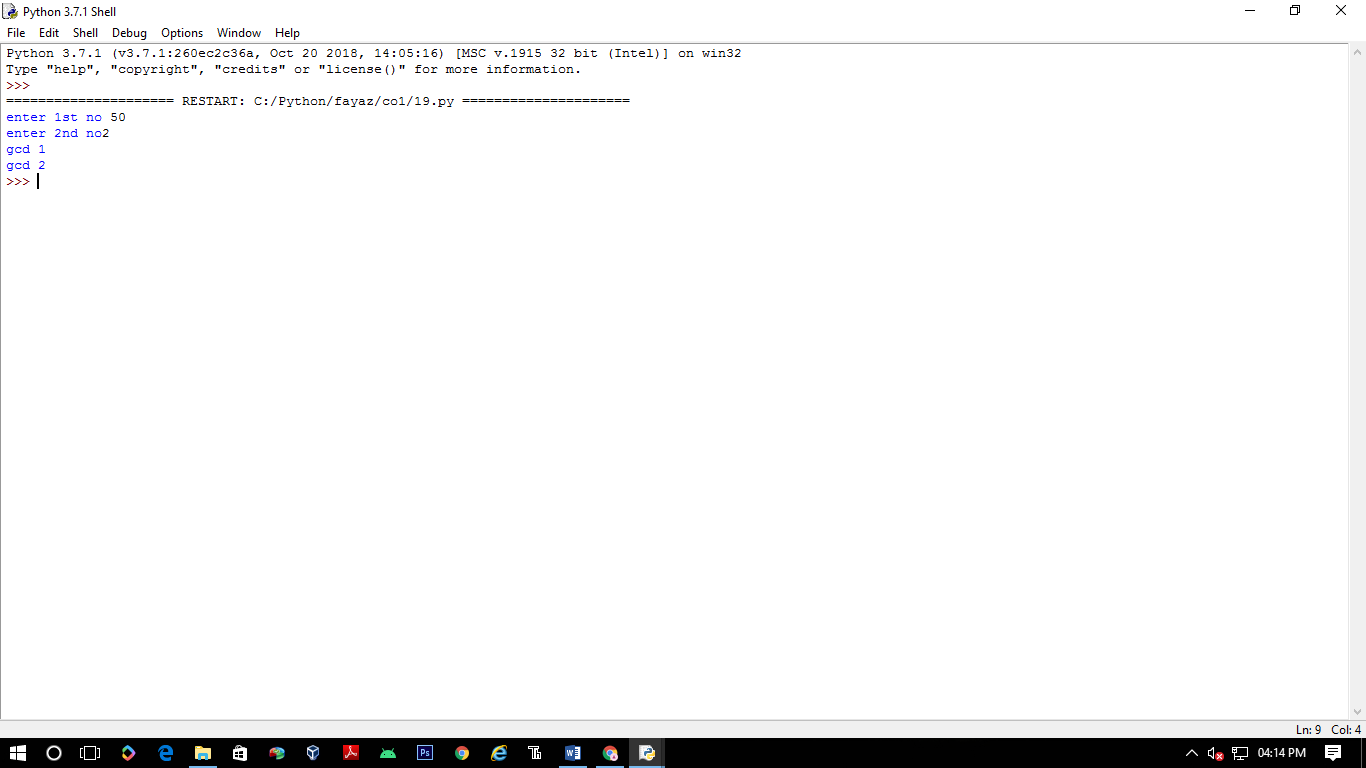 Python 3.7.1 Shell
File Edit Shell Debug Options Window Help
Python 3.7.1 (v3.7.1:260ec2c36a, Oct 20 2018, 14:05:16) [MSC v.1915 32 bit (Intel)] on win32
Type "help", "copyright", "credits" or "license()" for more information.
>>>
===================== RESTART: C:/Python/fayaz/co1/19.py =====================
enter 1st no 50
enter 2nd no2
gcd 1
gcd 2
>>>
Ln: 9 Col: 4
Ps
04:14 PM